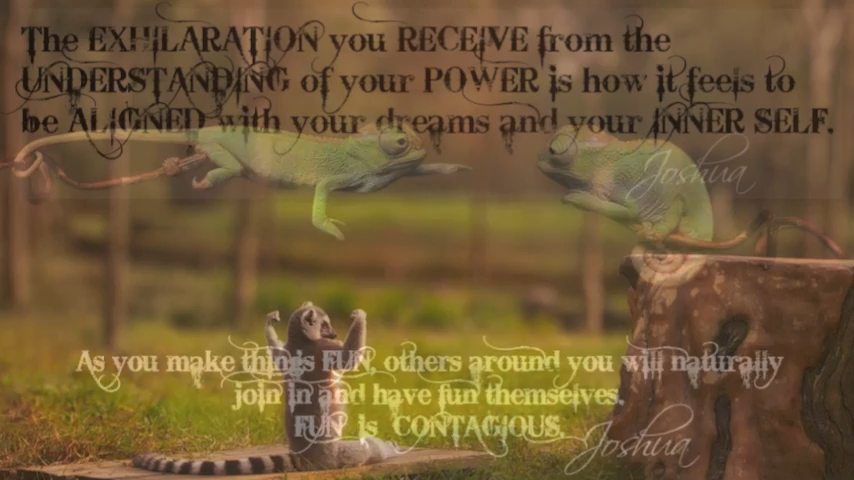 The EXHILARATION you RECEIVE from the
UNDERSTANDING of your POWER is how it feels to
be ALIGNED with your dreams and your INNER SELF.
Joshua
As you make things FUN, others around you will naturally
join in and have fun themselves.
FUN is CONTAGIOUS.
Joshua